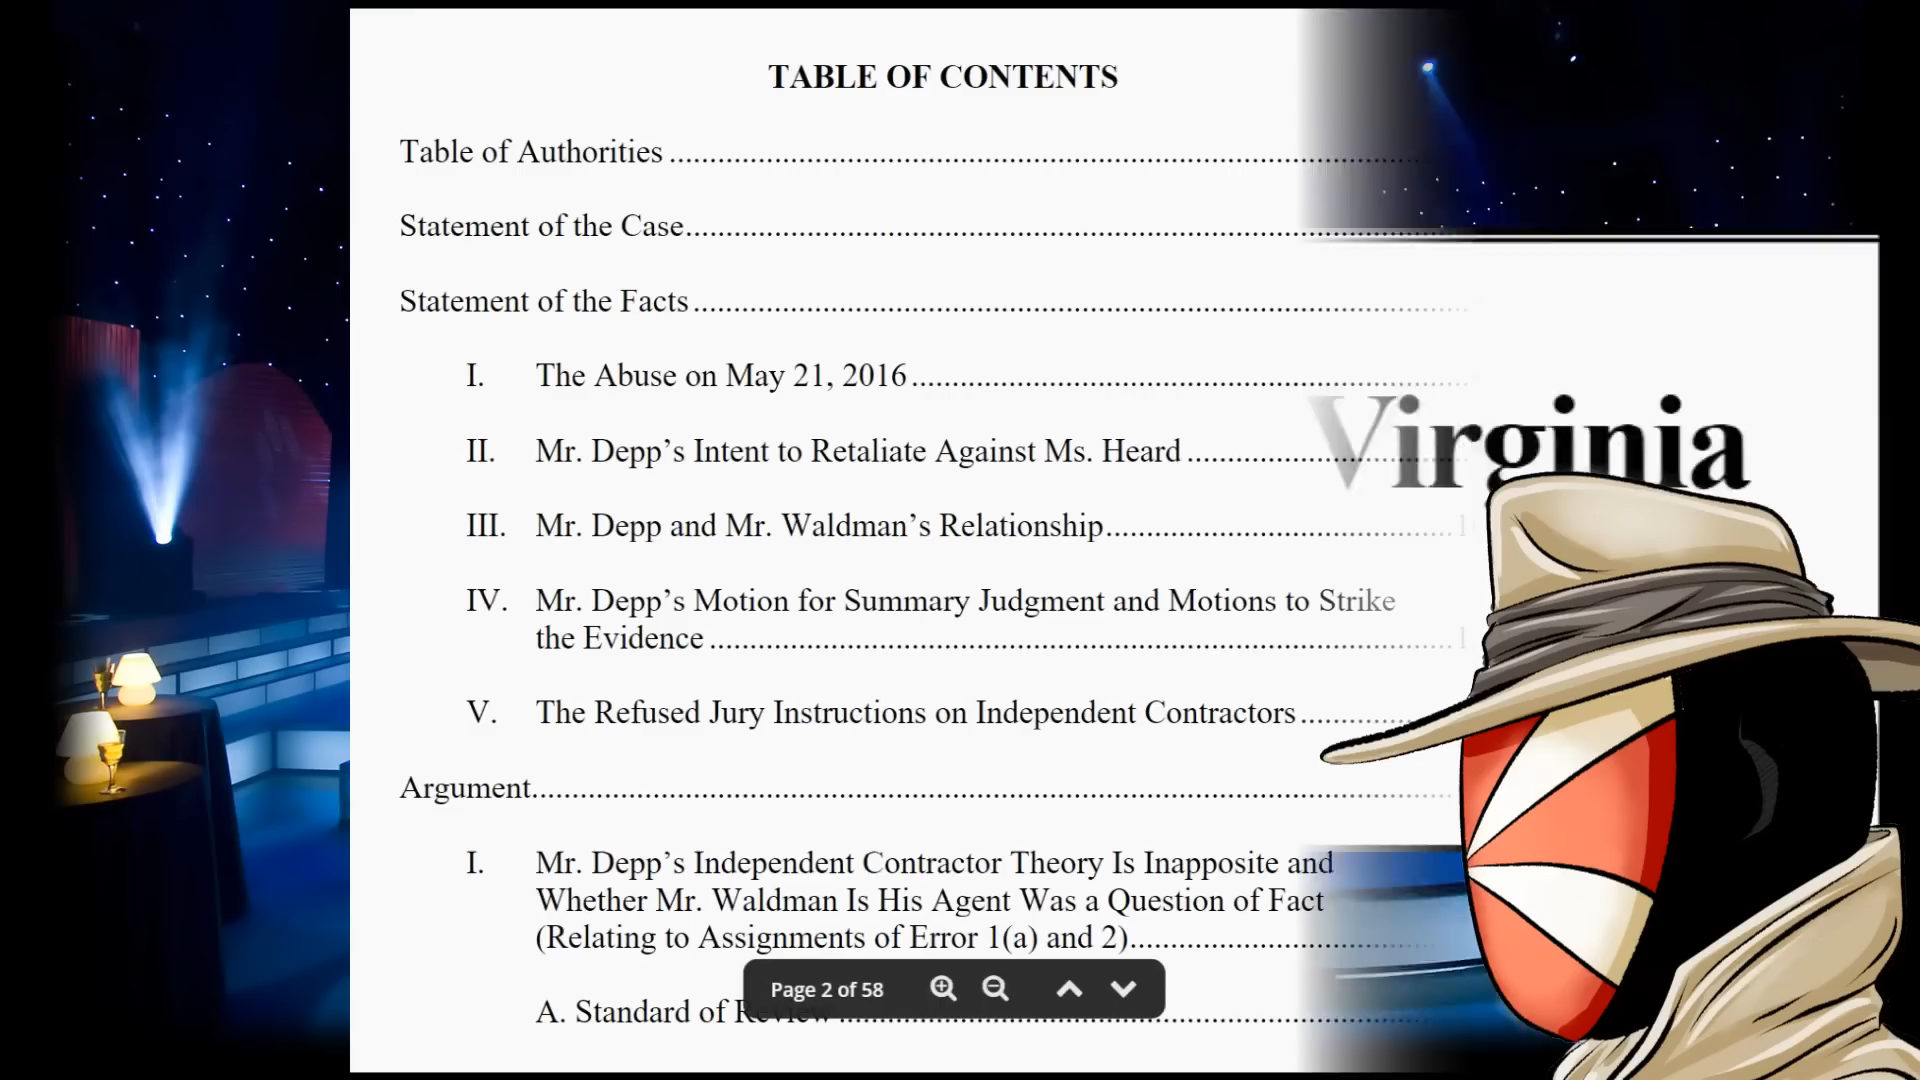 TABLE OF CONTENTS
Table of Authorities
Statement of the Case
Statement of the Facts
I. The Abuse on May 21, 2016
II. Mr. Depp’s Intent to Retaliate Against Ms. Heard
III. Mr. Depp and Mr. Waldman’s Relationship
IV. Mr. Depp’s Motion for Summary Judgment and Motions to Strike
the Evidence
V. The Refused Jury Instructions on Independent Contractors
Argument
I. Mr. Depp’s Independent Contractor Theory Is Inapposite and
Whether Mr. Waldman Is His Agent Was a Question of Fact
(Relating to Assignments of Error 1(a) and 2)
A. Standard of Review
Page 2 of 58
Virginia